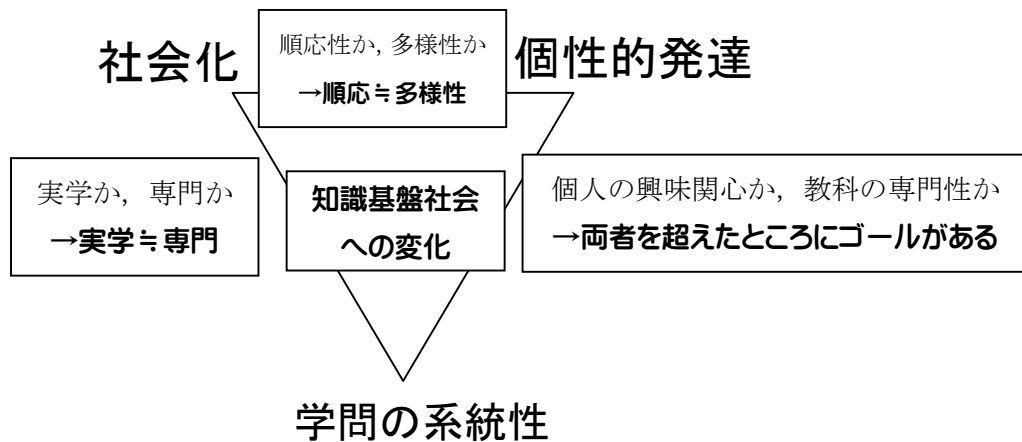 社会化
順応性か, 多様性か
→順応≒多様性
個性的発達
実学か, 専門か
→実学≒専門
知識基盤社会
への変化
個人の興味関心か, 教科の専門性か
→両者を超えたところにゴールがある
学問の系統性